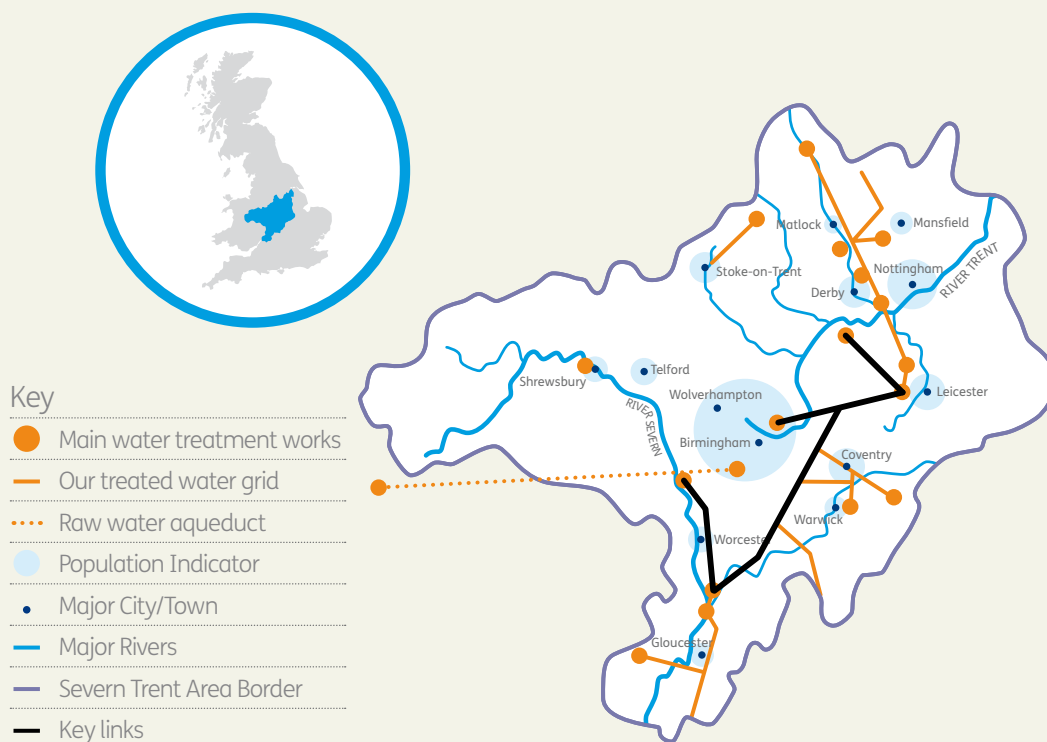 Matlock
Mansfield
Stoke-on-Trent
Nottingham
RIVER TRENT
Derby
Shrewsbury
Telford
Wolverhampton
Leicester
RIVER SEVERN
Birmingham
Coventry
Warwick
Worcester
Gloucester
Key
Main water treatment works
Our treated water grid
Raw water aqueduct
Population Indicator
Major City/Town
Major Rivers
Severn Trent Area Border
Key links